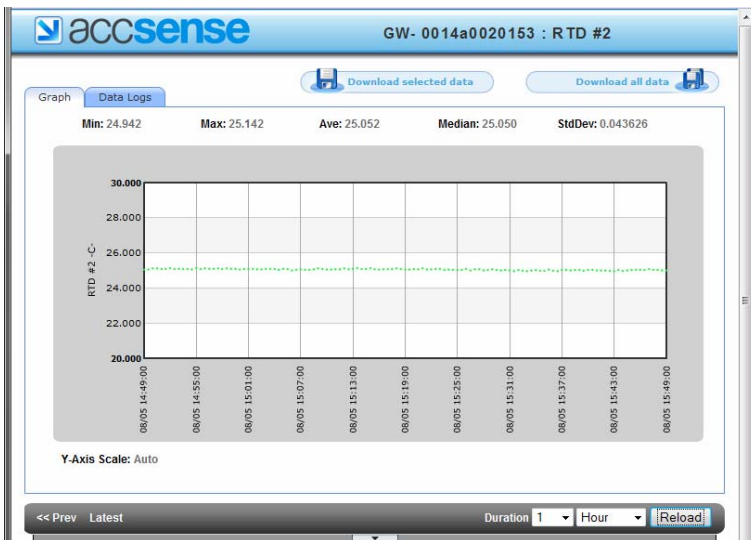 accsense
GW- 0014a0020153 : RTD #2
Download selected data
Download all data
Graph
Data Logs
Min: 24.942 Max: 25.142 Ave: 25.052 Median: 25.050 StdDev: 0.043626
30.000
28.000
26.000
24.000
22.000
20.000
RTD #2 -C-
08/05 14:49:00
08/05 14:55:00
08/05 15:01:00
08/05 15:07:00
08/05 15:13:00
08/05 15:19:00
08/05 15:25:00
08/05 15:31:00
08/05 15:37:00
08/05 15:43:00
08/05 15:49:00
Y-Axis Scale: Auto
<< Prev Latest Duration 1 Hour Reload